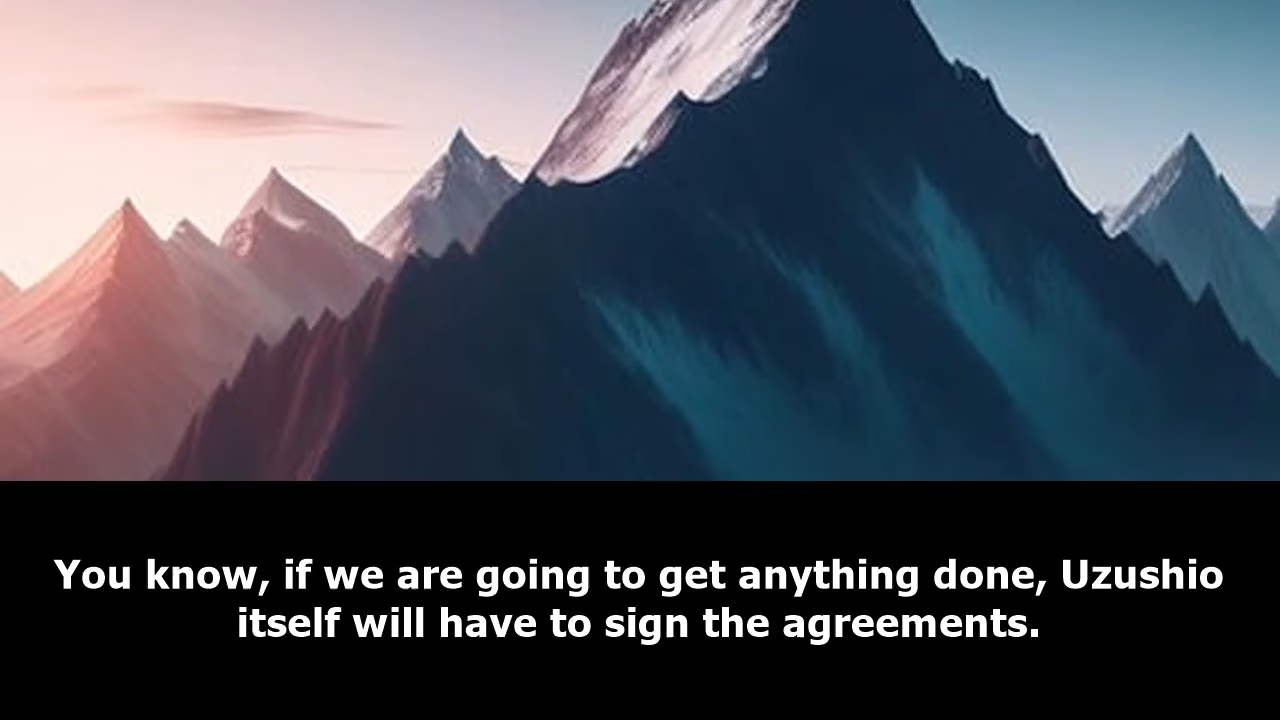 You know, if we are going to get anything done, Uzushio
itself will have to sign the agreements.